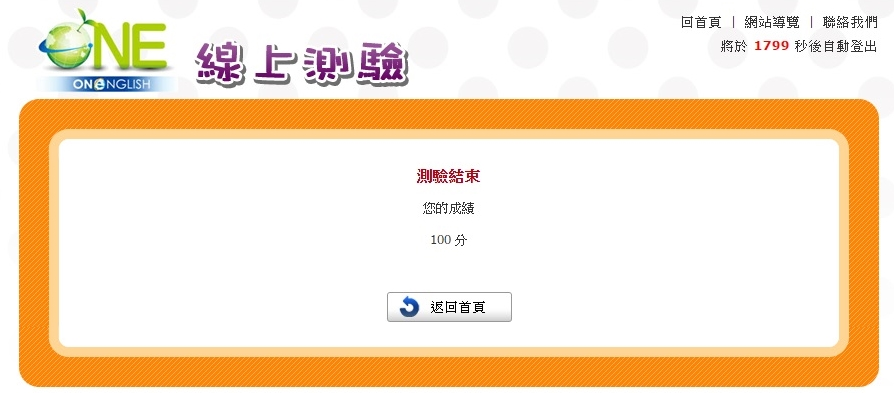 ONE
ONENGLISH
線上測驗
回首頁 | 網站導覽 | 聯絡我們
將於 1799 秒後自動登出
測驗結束
您的成績
100 分
返回首頁